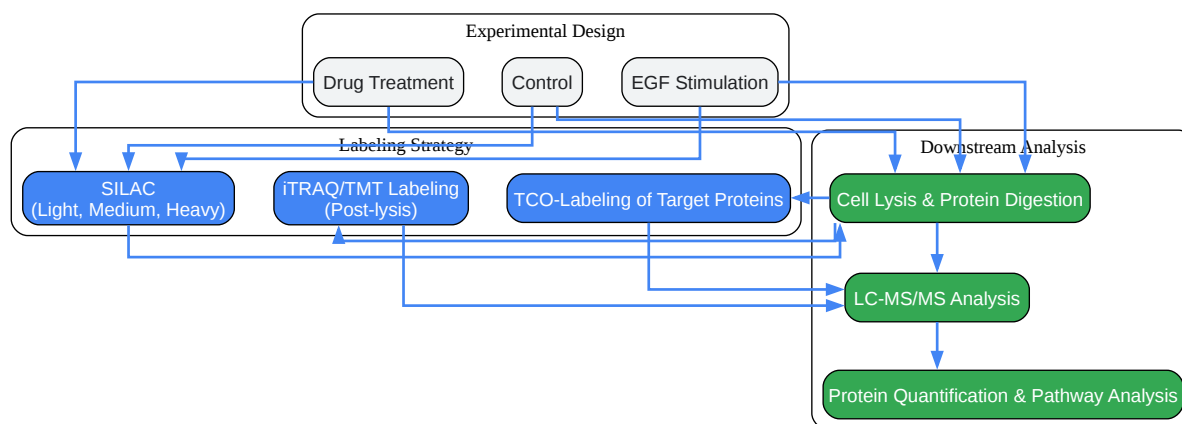 Experimental Design
Drug Treatment
Control
EGF Stimulation
Labeling Strategy
Downstream Analysis
SILAC
(Light, Medium, Heavy)
iTRAQ/TMT Labeling
(Post-lysis)
TCO-Labeling of Target Proteins
Cell Lysis & Protein Digestion
LC-MS/MS Analysis
Protein Quantification & Pathway Analysis